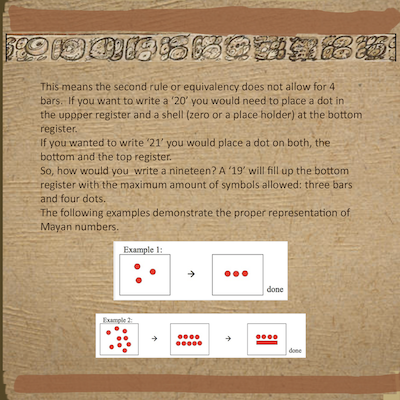 This means the second rule or equivalency does not allow for 4
bars.  If you want to write a ‘20’ you would need to place a dot in
the uppper register and a shell (zero or a place holder) at the bottom
register.
If you wanted to write ‘21’ you would place a dot on both, the
bottom and the top register.
So, how would you  write a nineteen? A ‘19’ will fill up the bottom
register with the maximum amount of symbols allowed: three bars
and four dots.
The following examples demonstrate the proper representation of
Mayan numbers.
Example 1:
done
Example 2:
done